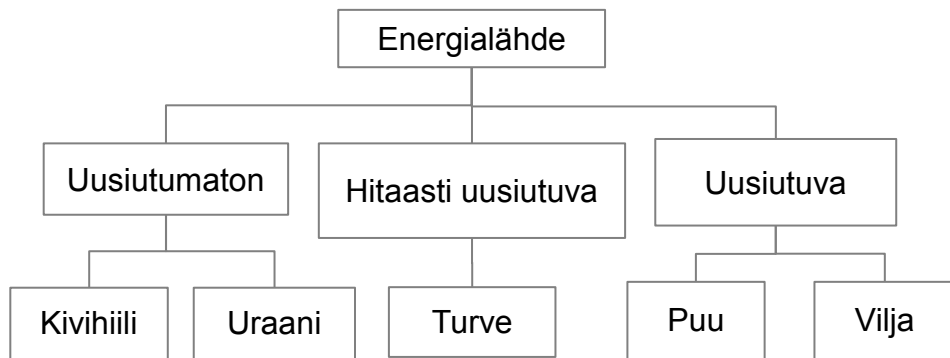 Energialähde
Uusiutumaton
Hitaasti uusiutuva
Uusiutuva
Kivihiili
Uraani
Turve
Puu
Vilja